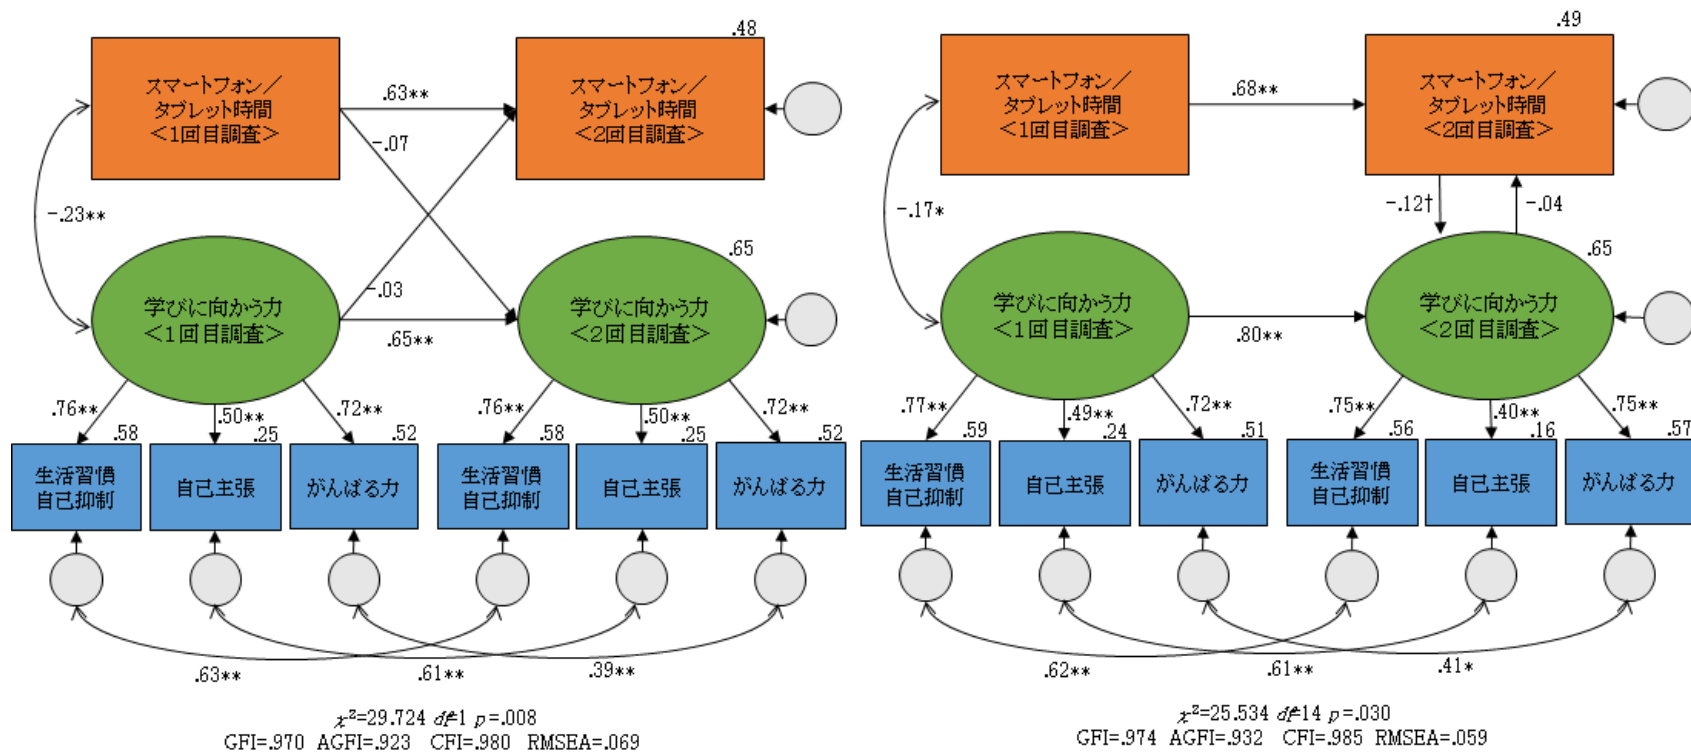 .48
スマートフォン／
タブレット時間
<1回目調査>
.63**
スマートフォン／
タブレット時間
<2回目調査>
-.07
-.23**
.65
学びに向かう力
<1回目調査>
-.03
.65**
学びに向かう力
<2回目調査>
.76**
.50**
.72**
.76**
.50**
.72**
.58
.25
.52
.58
.25
.52
生活習慣
自己抑制
自己主張
がんばる力
生活習慣
自己抑制
自己主張
がんばる力
.63**
.61**
.39**
χ²=29.724 df=1 p=.008
GFI=.970 AGFI=.923 CFI=.980 RMSEA=.069
.49
スマートフォン／
タブレット時間
<1回目調査>
.68**
スマートフォン／
タブレット時間
<2回目調査>
-.17*
-.12†
-.04
.65
学びに向かう力
<1回目調査>
.80**
学びに向かう力
<2回目調査>
.77**
.49**
.72**
.75**
.40**
.75**
.59
.24
.51
.56
.16
.57
生活習慣
自己抑制
自己主張
がんばる力
生活習慣
自己抑制
自己主張
がんばる力
.62**
.61**
.41*
χ²=25.534 df=14 p=.030
GFI=.974 AGFI=.932 CFI=.985 RMSEA=.059